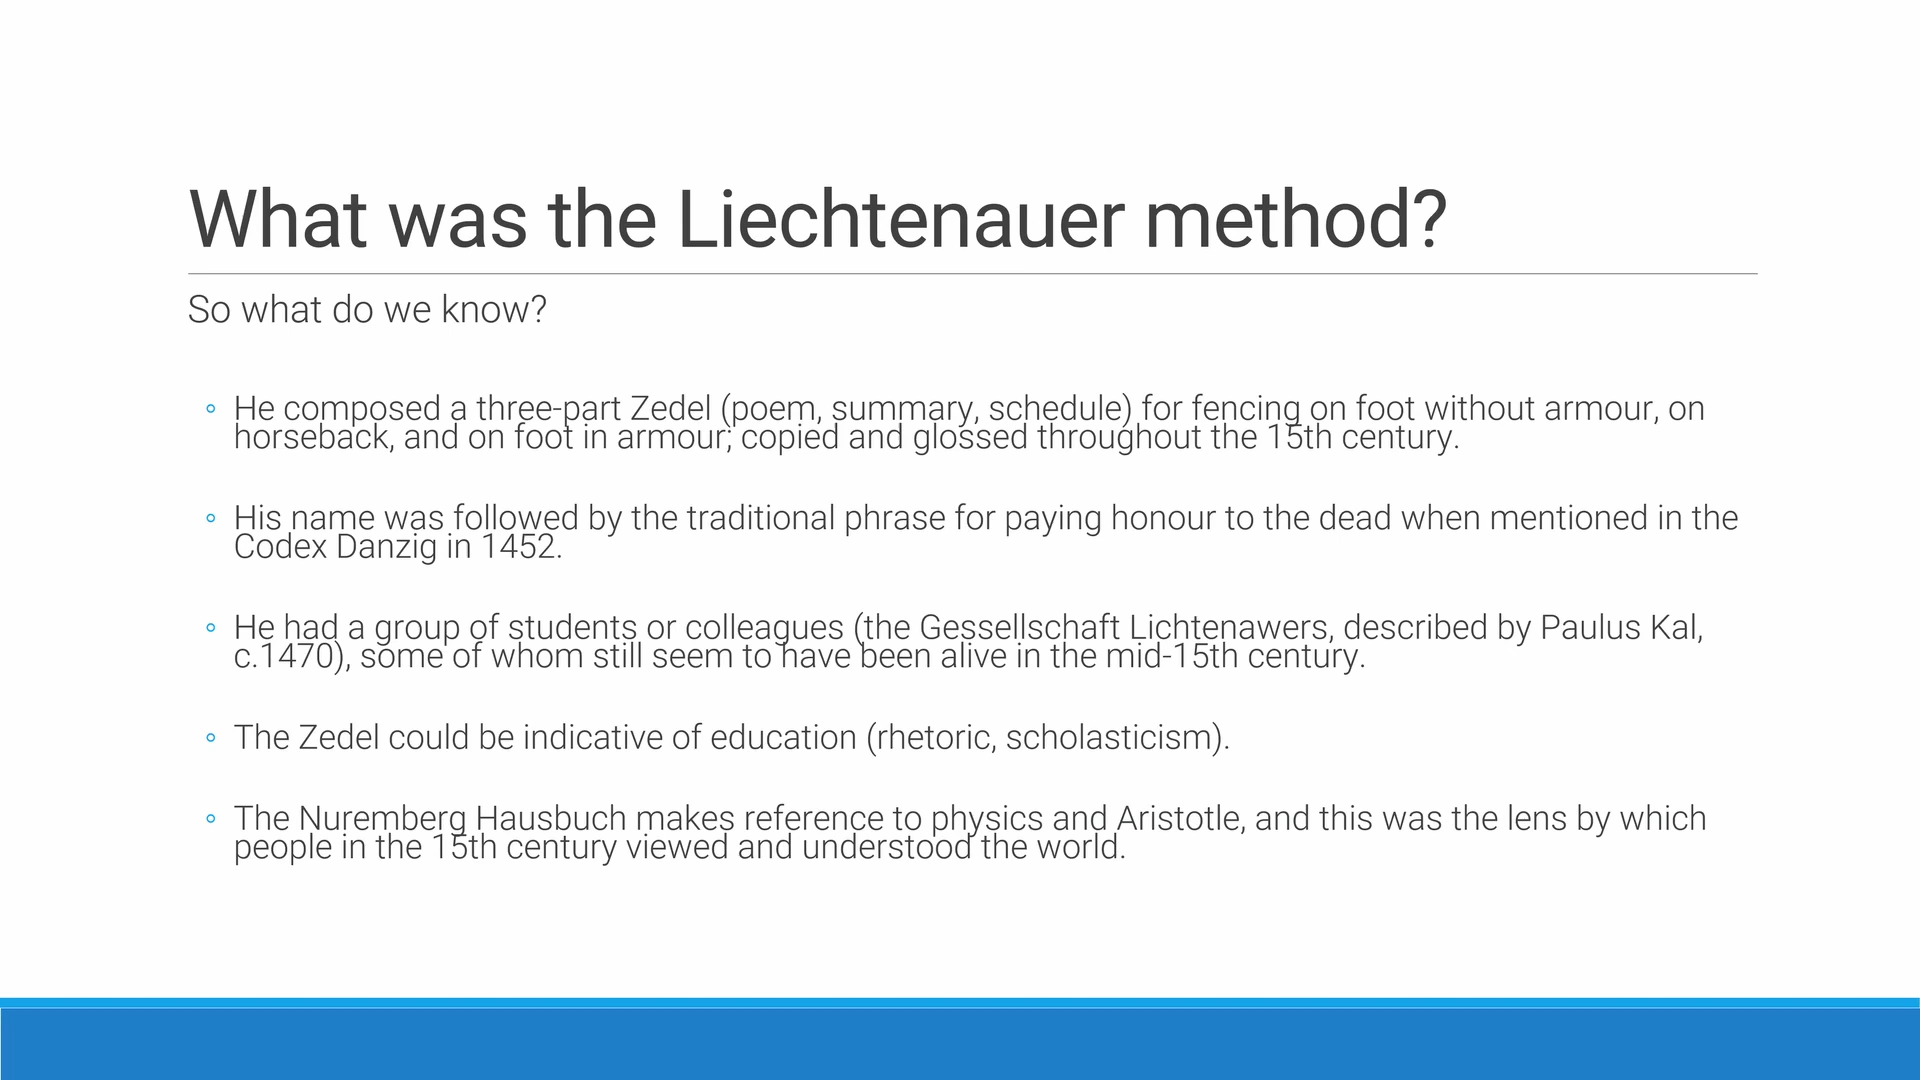 What was the Liechtenauer method?
So what do we know?
◦ He composed a three-part Zedel (poem, summary, schedule) for fencing on foot without armour, on
horseback, and on foot in armour; copied and glossed throughout the 15th century.
◦ His name was followed by the traditional phrase for paying honour to the dead when mentioned in the
Codex Danzig in 1452.
◦ He had a group of students or colleagues (the Gessellschaft Lichtenawers, described by Paulus Kal,
c.1470), some of whom still seem to have been alive in the mid-15th century.
◦ The Zedel could be indicative of education (rhetoric, scholasticism).
◦ The Nuremberg Hausbuch makes reference to physics and Aristotle, and this was the lens by which
people in the 15th century viewed and understood the world.